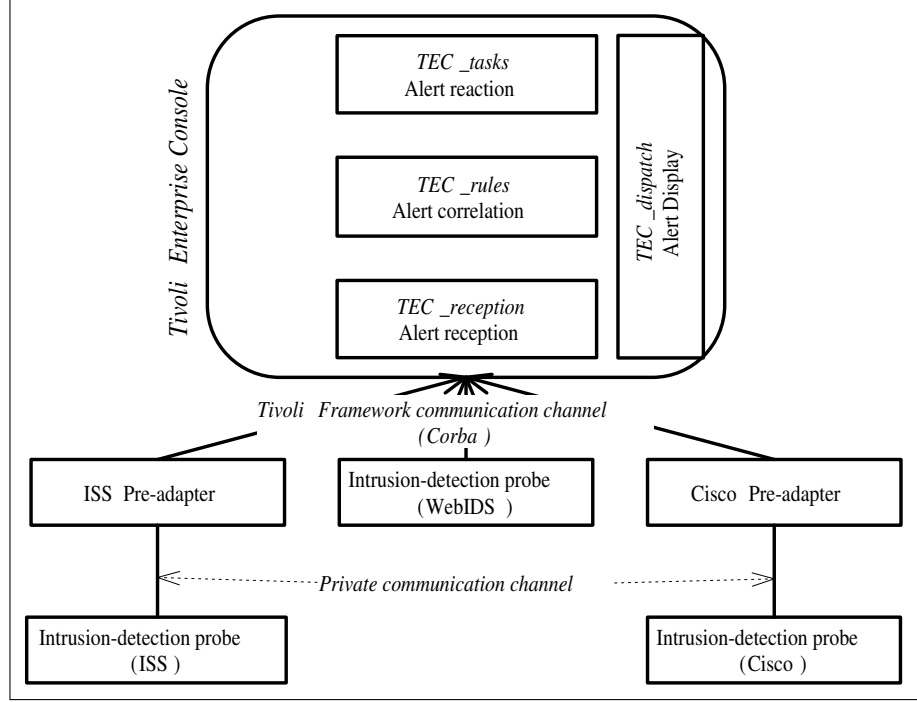 Tivoli Enterprise Console
TEC _tasks
Alert reaction
TEC _rules
Alert correlation
TEC _reception
Alert reception
TEC _dispatch
Alert Display
Tivoli Framework communication channel
(Corba )
ISS Pre-adapter
Intrusion-detection probe
(WebIDS )
Cisco Pre-adapter
Private communication channel
Intrusion-detection probe
(ISS )
Intrusion-detection probe
(Cisco )